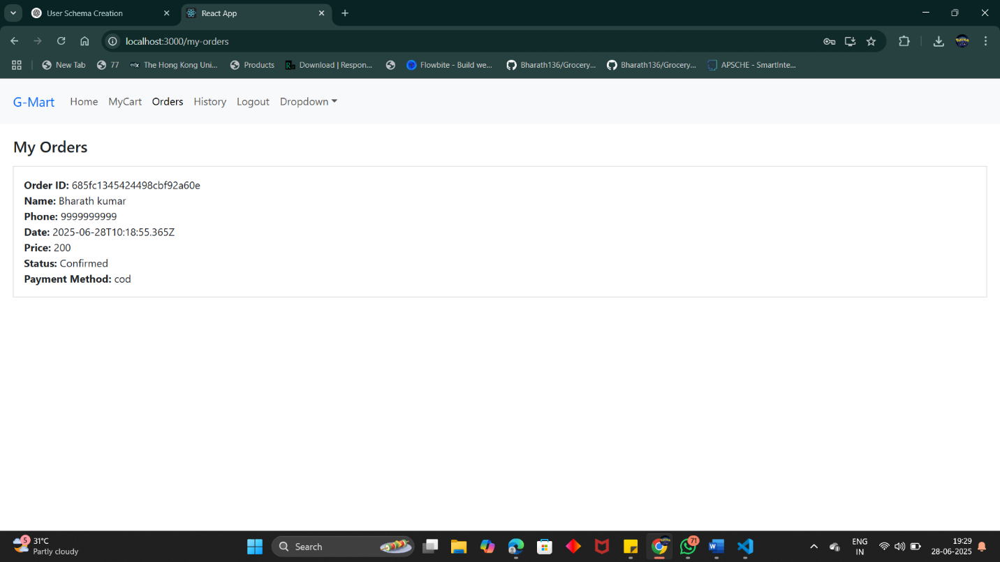 User Schema Creation
React App
localhost:3000/my-orders
New Tab
77
edX
The Hong Kong Uni...
Products
Download | Respon...
Flowbite - Build we...
Bharath136/Grocery...
Bharath136/Grocery...
APSCHE - SmartInte...
G-Mart
Home
MyCart
Orders
History
Logout
Dropdown
My Orders
Order ID: 685fc1345424498cbf92a60e
Name: Bharath kumar
Phone: 9999999999
Date: 2025-06-28T10:18:55.365Z
Price: 200
Status: Confirmed
Payment Method: cod
5
31°C
Partly cloudy
Search
71
W
ENG
IN
19:29
28-06-2025